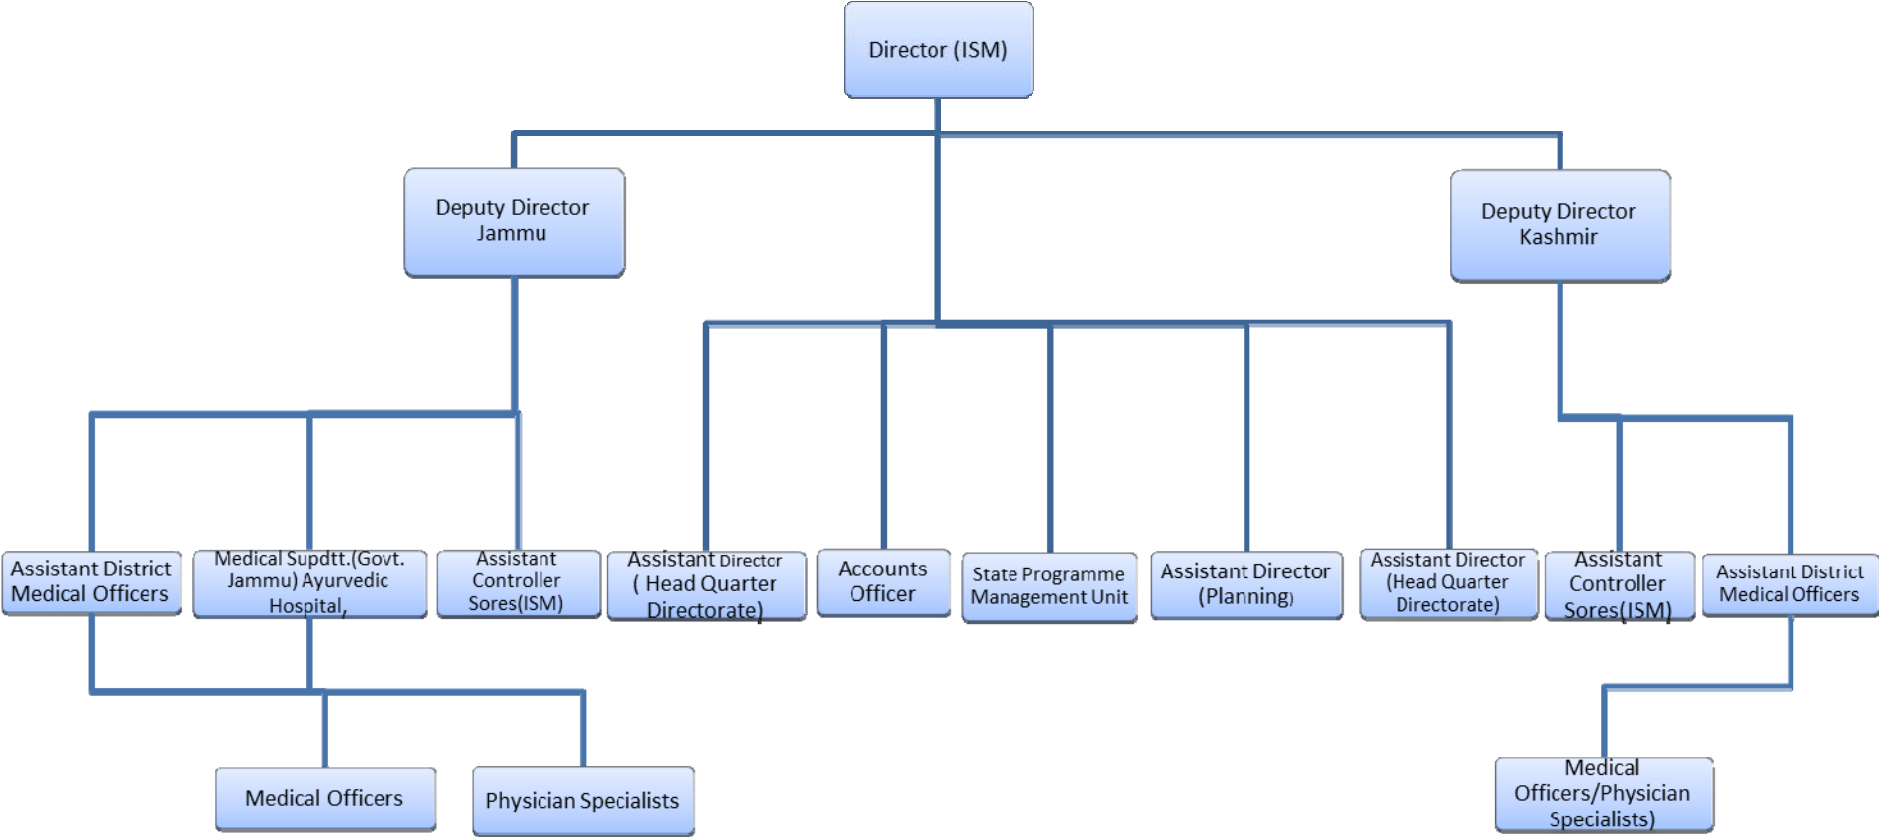 Director (ISM)
Deputy Director
Jammu
Deputy Director
Kashmir
Assistant District
Medical Officers
Medical Supdtt.(Govt.
Jammu) Ayurvedic
Hospital,
Assistant
Controller
Sores(ISM)
Assistant Director
( Head Quarter
Directorate)
Accounts
Officer
State Programme
Management Unit
Assistant Director
(Planning)
Assistant Director
(Head Quarter
Directorate)
Assistant
Controller
Sores(ISM)
Assistant District
Medical Officers
Medical Officers
Physician Specialists
Medical
Officers/Physician
Specialists)